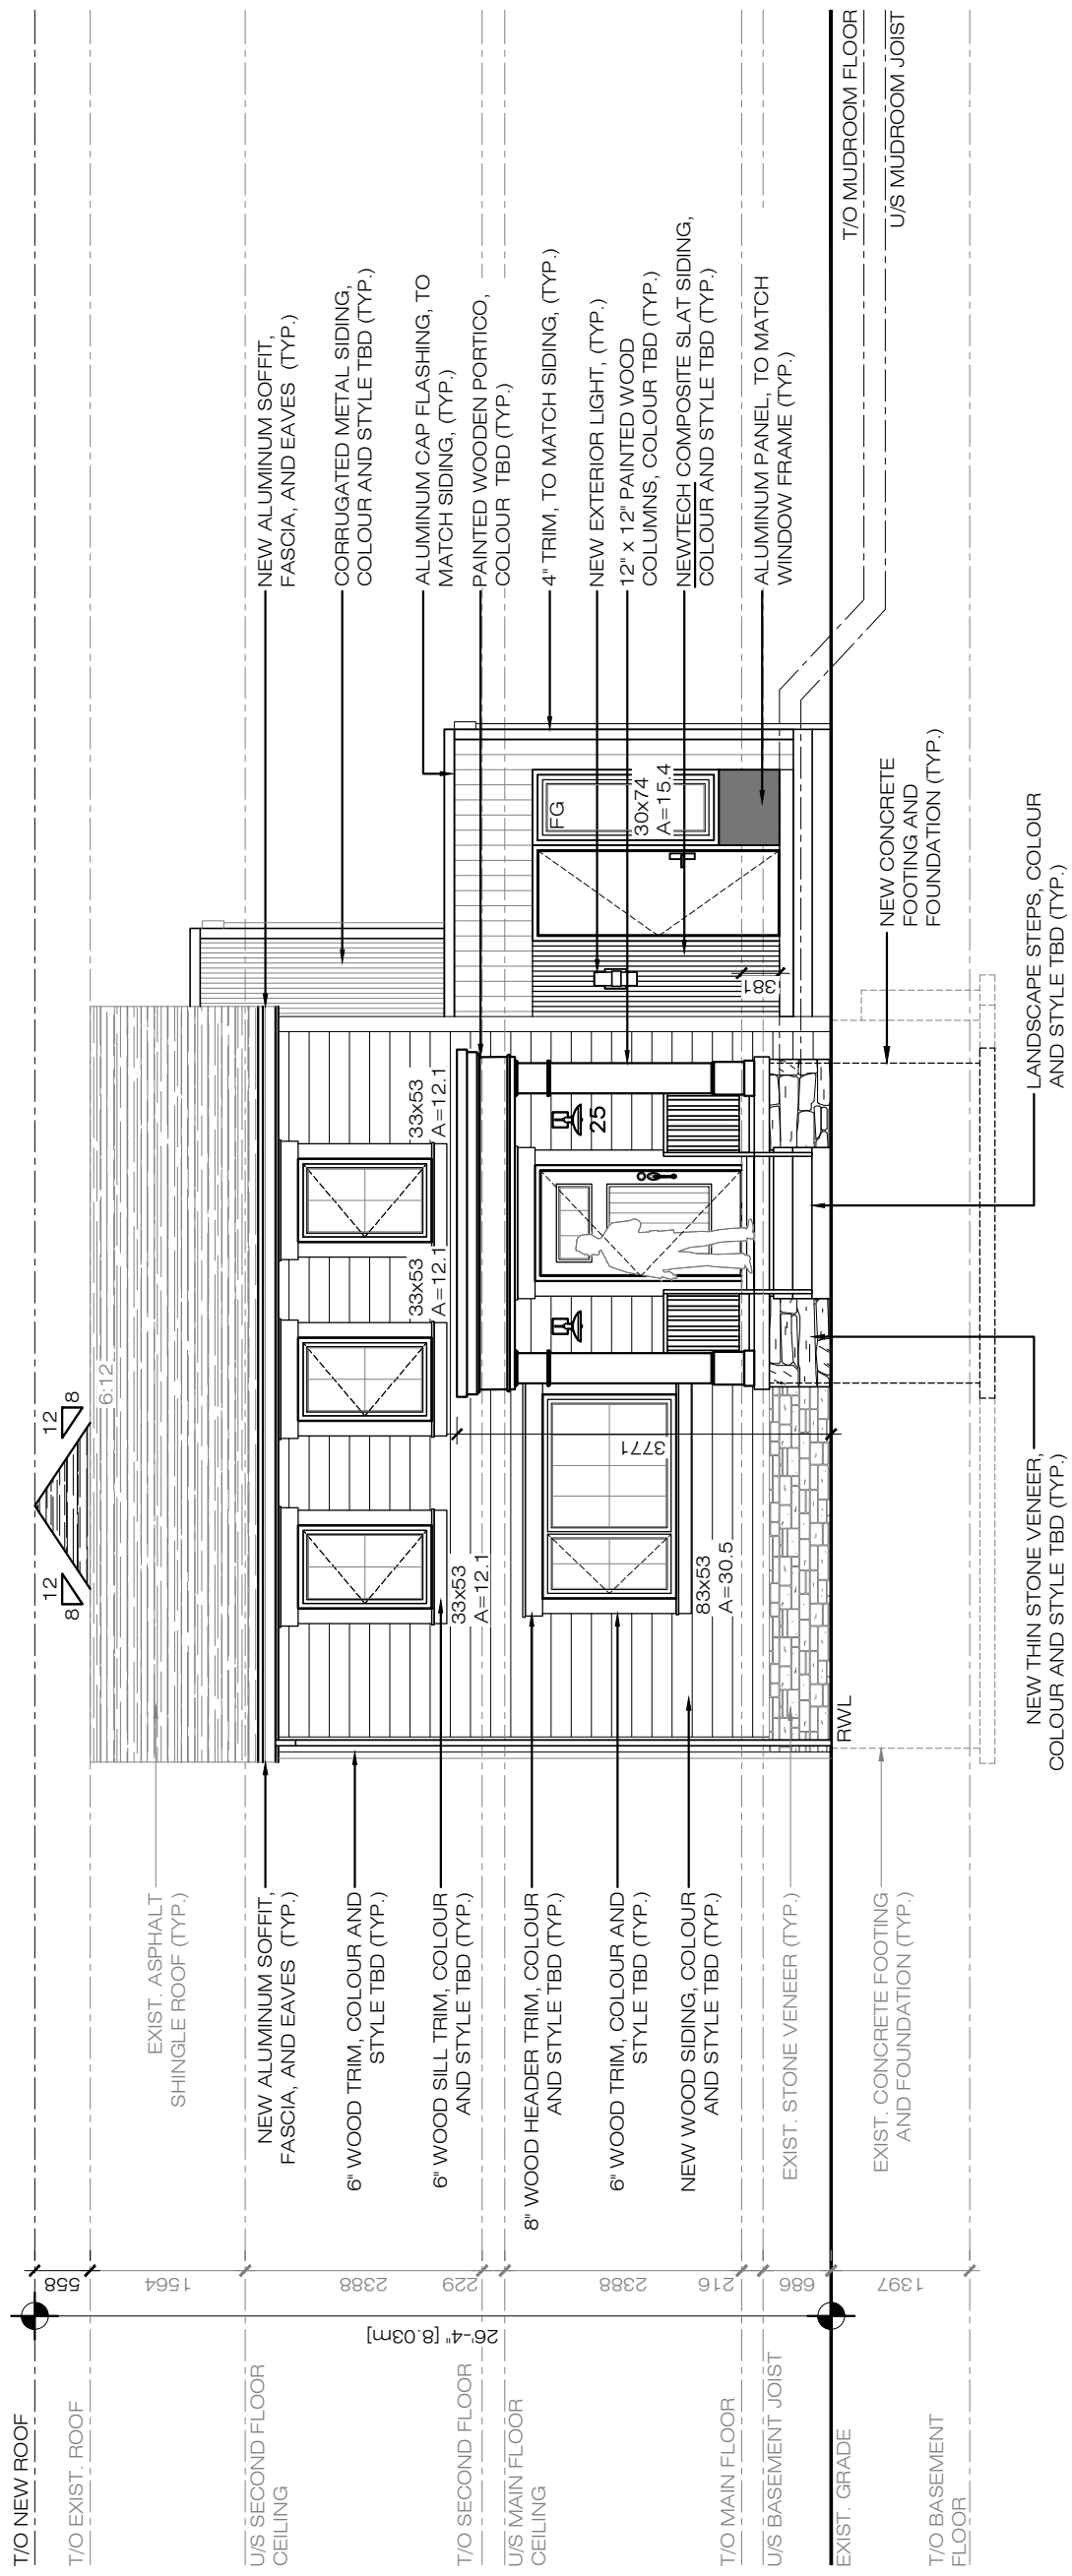 T/O NEW ROOF
T/O EXIST. ROOF
U/S SECOND FLOOR
CEILING
T/O SECOND FLOOR
U/S MAIN FLOOR
CEILING
T/O MAIN FLOOR
U/S BASEMENT JOIST
EXIST. GRADE
T/O BASEMENT
FLOOR
26'-4" [8.03m]
558
1564
2388
229
2388
216
686
1397
EXIST. ASPHALT
SHINGLE ROOF (TYP.)
NEW ALUMINUM SOFFIT,
FASCIA, AND EAVES (TYP.)
6" WOOD TRIM, COLOUR AND
STYLE TBD (TYP.)
6" WOOD SILL TRIM, COLOUR
AND STYLE TBD (TYP.)
8" WOOD HEADER TRIM, COLOUR
AND STYLE TBD (TYP.)
6" WOOD TRIM, COLOUR AND
STYLE TBD (TYP.)
NEW WOOD SIDING, COLOUR
AND STYLE TBD (TYP.)
EXIST. STONE VENEER (TYP.)
EXIST. CONCRETE FOOTING
AND FOUNDATION (TYP.)
12
8
12
8
6:12
33x53
A=12.1
33x53
A=12.1
33x53
A=12.1
83x53
A=30.5
3771
25
RWL
381
FG
30x74
A=15.4
NEW ALUMINUM SOFFIT,
FASCIA, AND EAVES (TYP.)
CORRUGATED METAL SIDING,
COLOUR AND STYLE TBD (TYP.)
ALUMINUM CAP FLASHING, TO
MATCH SIDING, (TYP.)
PAINTED WOODEN PORTICO,
COLOUR TBD (TYP.)
4" TRIM, TO MATCH SIDING, (TYP.)
NEW EXTERIOR LIGHT, (TYP.)
12" x 12" PAINTED WOOD
COLUMNS, COLOUR TBD (TYP.)
NEWTECH COMPOSITE SLAT SIDING,
COLOUR AND STYLE TBD (TYP.)
ALUMINUM PANEL, TO MATCH
WINDOW FRAME (TYP.)
T/O MUDROOM FLOOR
U/S MUDROOM JOIST
NEW CONCRETE
FOOTING AND
FOUNDATION (TYP.)
NEW THIN STONE VENEER,
COLOUR AND STYLE TBD (TYP.)
LANDSCAPE STEPS, COLOUR
AND STYLE TBD (TYP.)